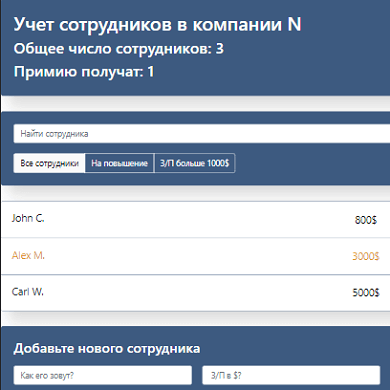 Учет сотрудников в компании N
Общее число сотрудников: 3
Примию получат: 1
Найти сотрудника
Все сотрудники На повышение З/П больше 1000$
John C. 800$
Alex M. 3000$
Carl W. 5000$
Добавьте нового сотрудника
Как его зовут? З/П в $?